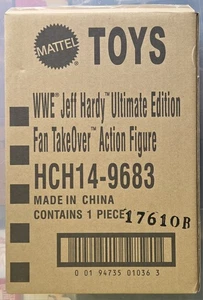 MATTEL
TOYS
WWE™ Jeff Hardy™ Ultimate Edition
Fan TakeOver™ Action Figure
HCH14-9683
MADE IN CHINA
CONTAINS 1 PIECE
17610B
0 01 94735 01036 3